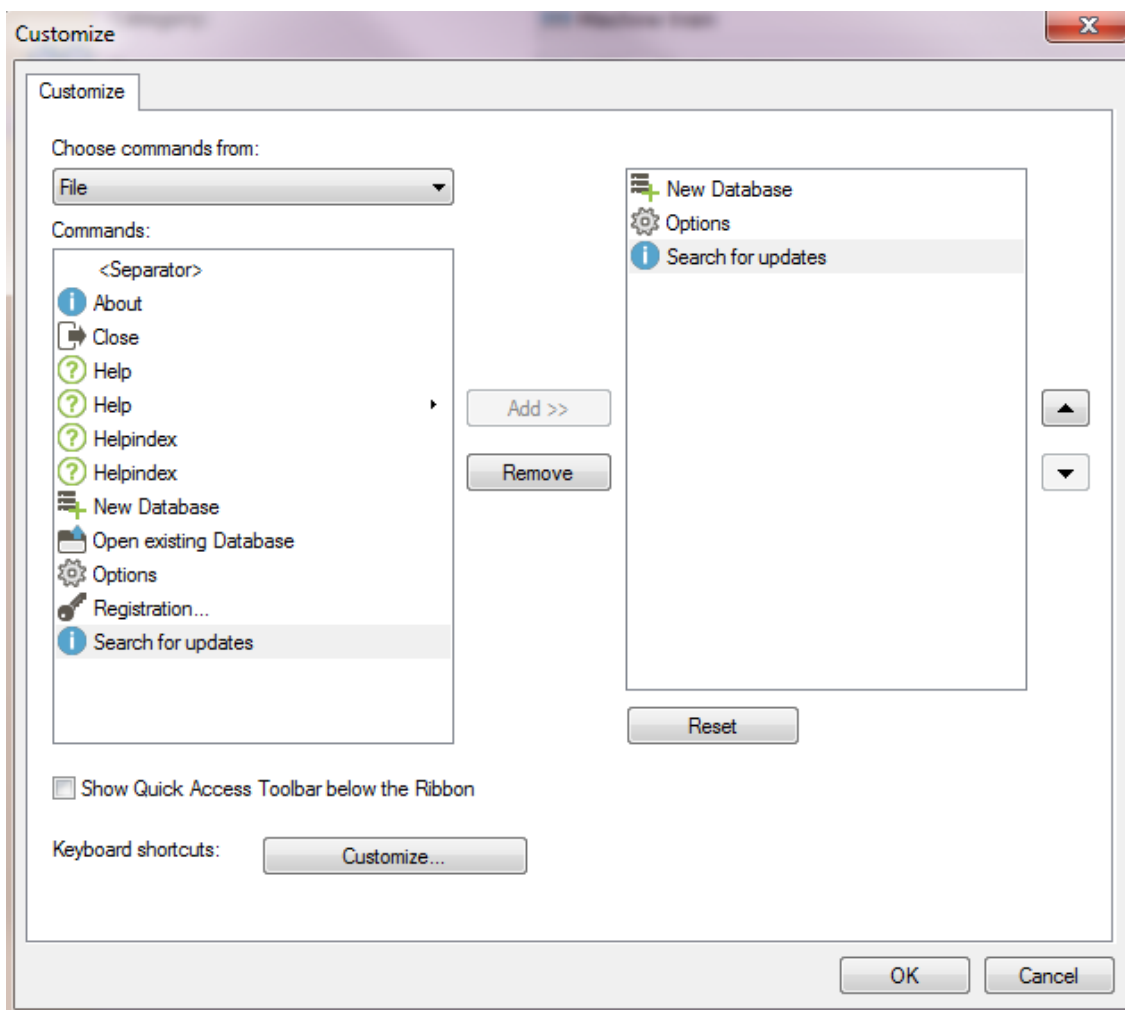 Customize
Customize
Choose commands from:
File
Commands:
<Separator>
About
Close
Help
Help
Helpindex
Helpindex
New Database
Open existing Database
Options
Registration...
Search for updates
Add >>
Remove
New Database
Options
Search for updates
Reset
Show Quick Access Toolbar below the Ribbon
Keyboard shortcuts:
Customize...
OK
Cancel